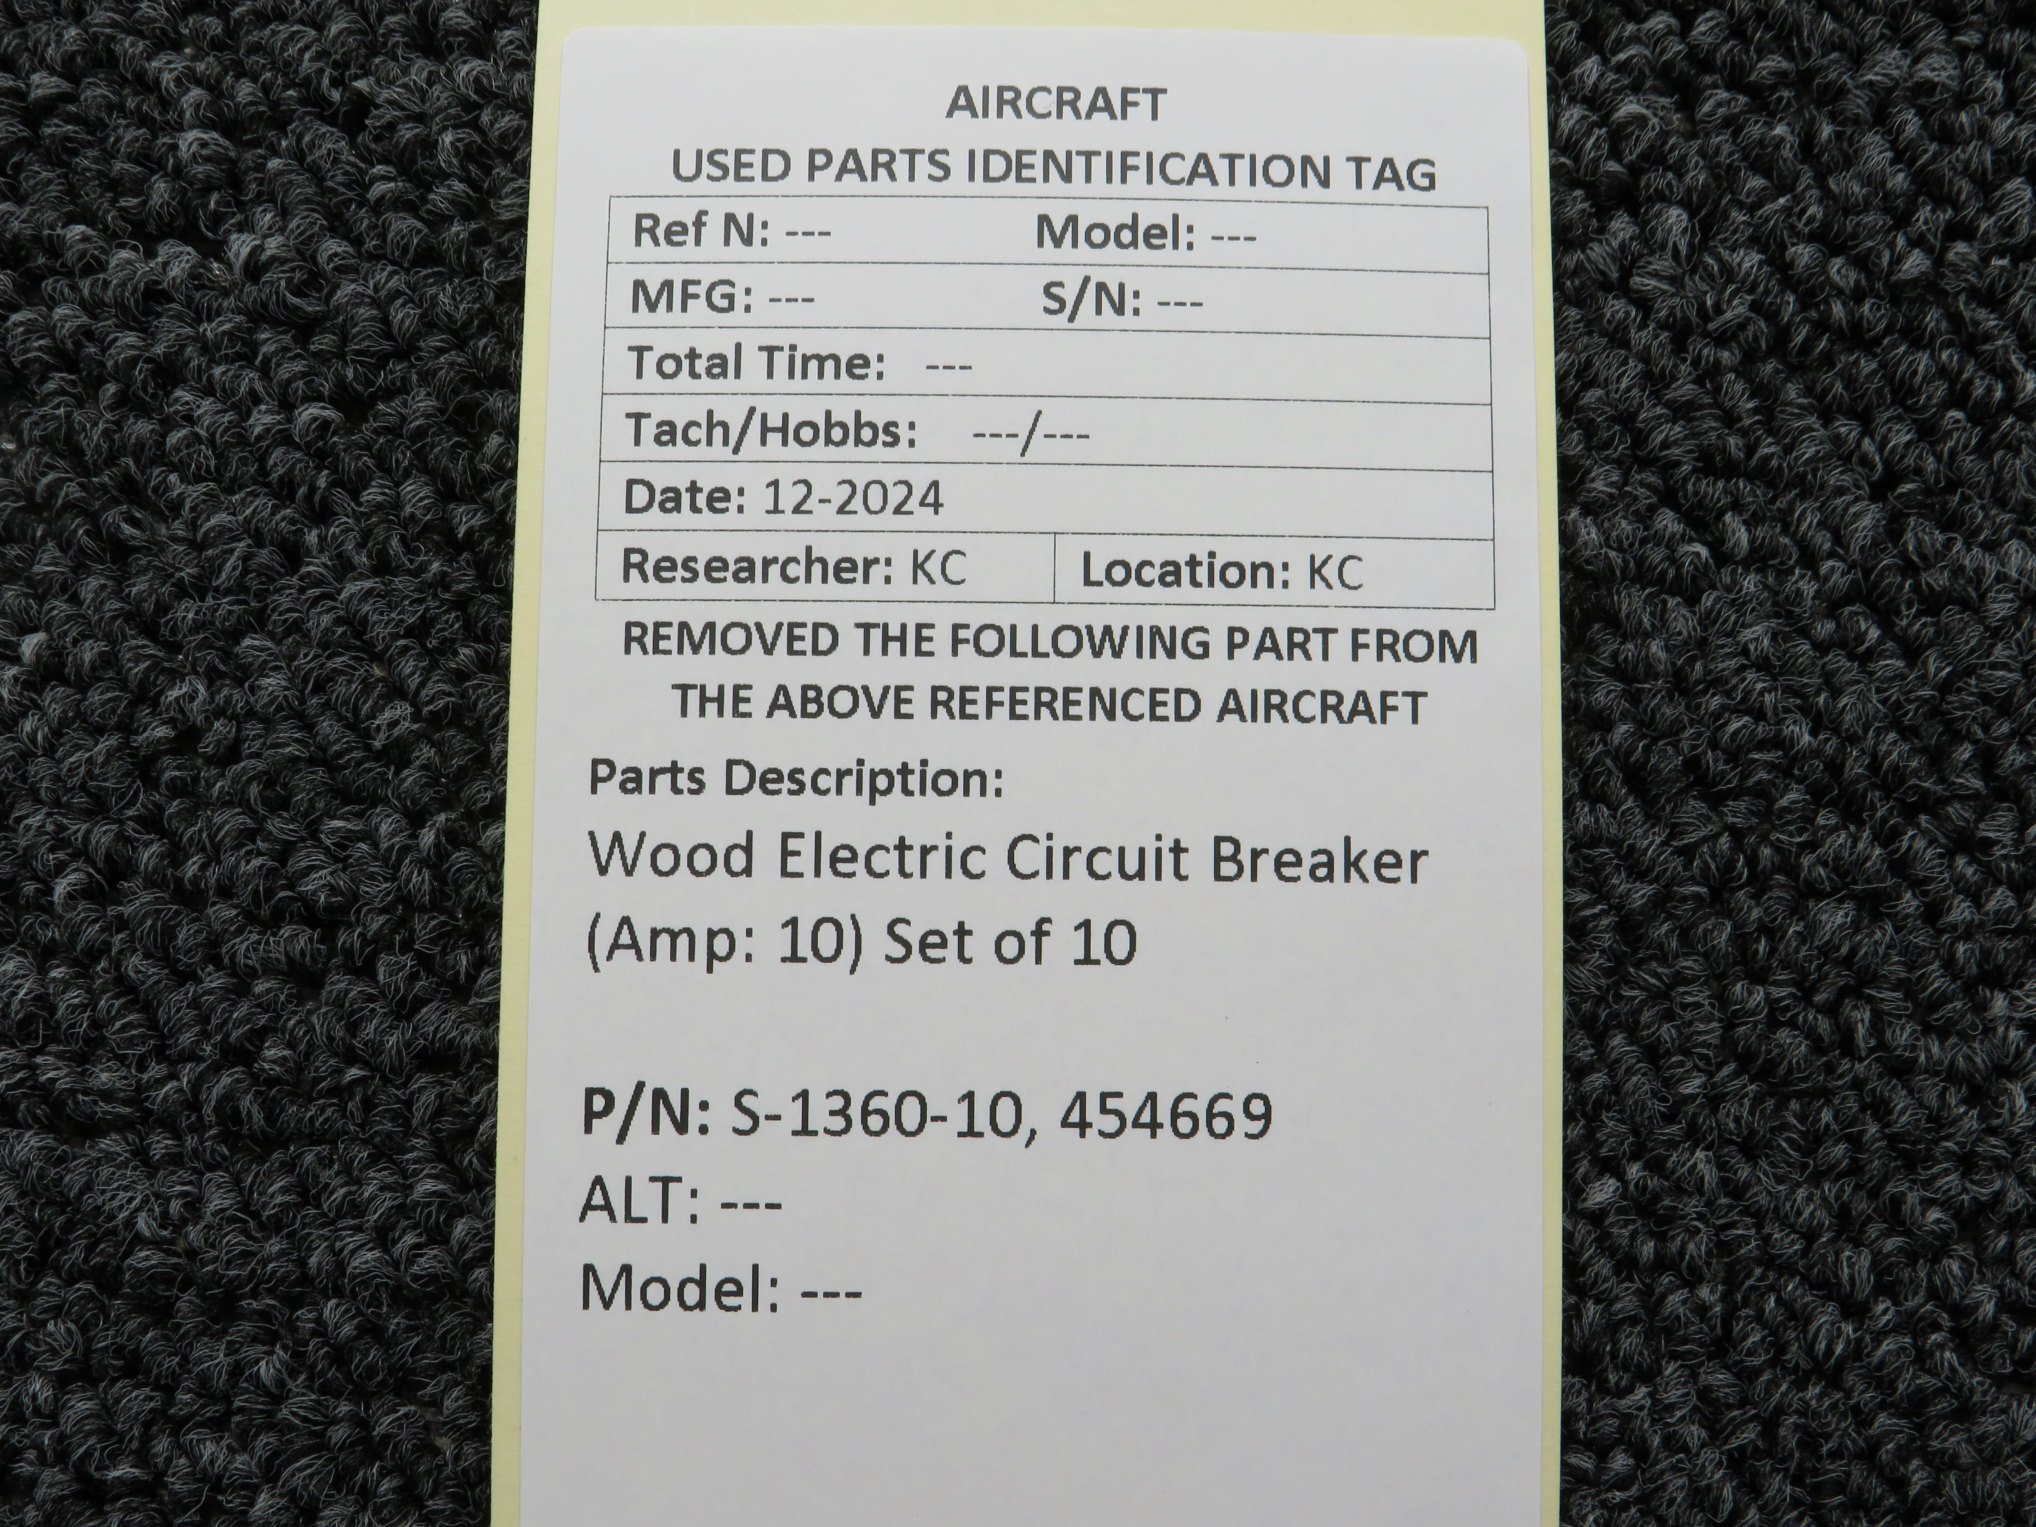 AIRCRAFT
USED PARTS IDENTIFICATION TAG
Ref N: --- Model: ---
MFG: --- S/N: ---
Total Time: ---
Tach/Hobbs: ---/---
Date: 12-2024
Researcher: KC Location: KC
REMOVED THE FOLLOWING PART FROM
THE ABOVE REFERENCED AIRCRAFT
Parts Description:
Wood Electric Circuit Breaker
(Amp: 10) Set of 10
P/N: S-1360-10, 454669
ALT: ---
Model: ---